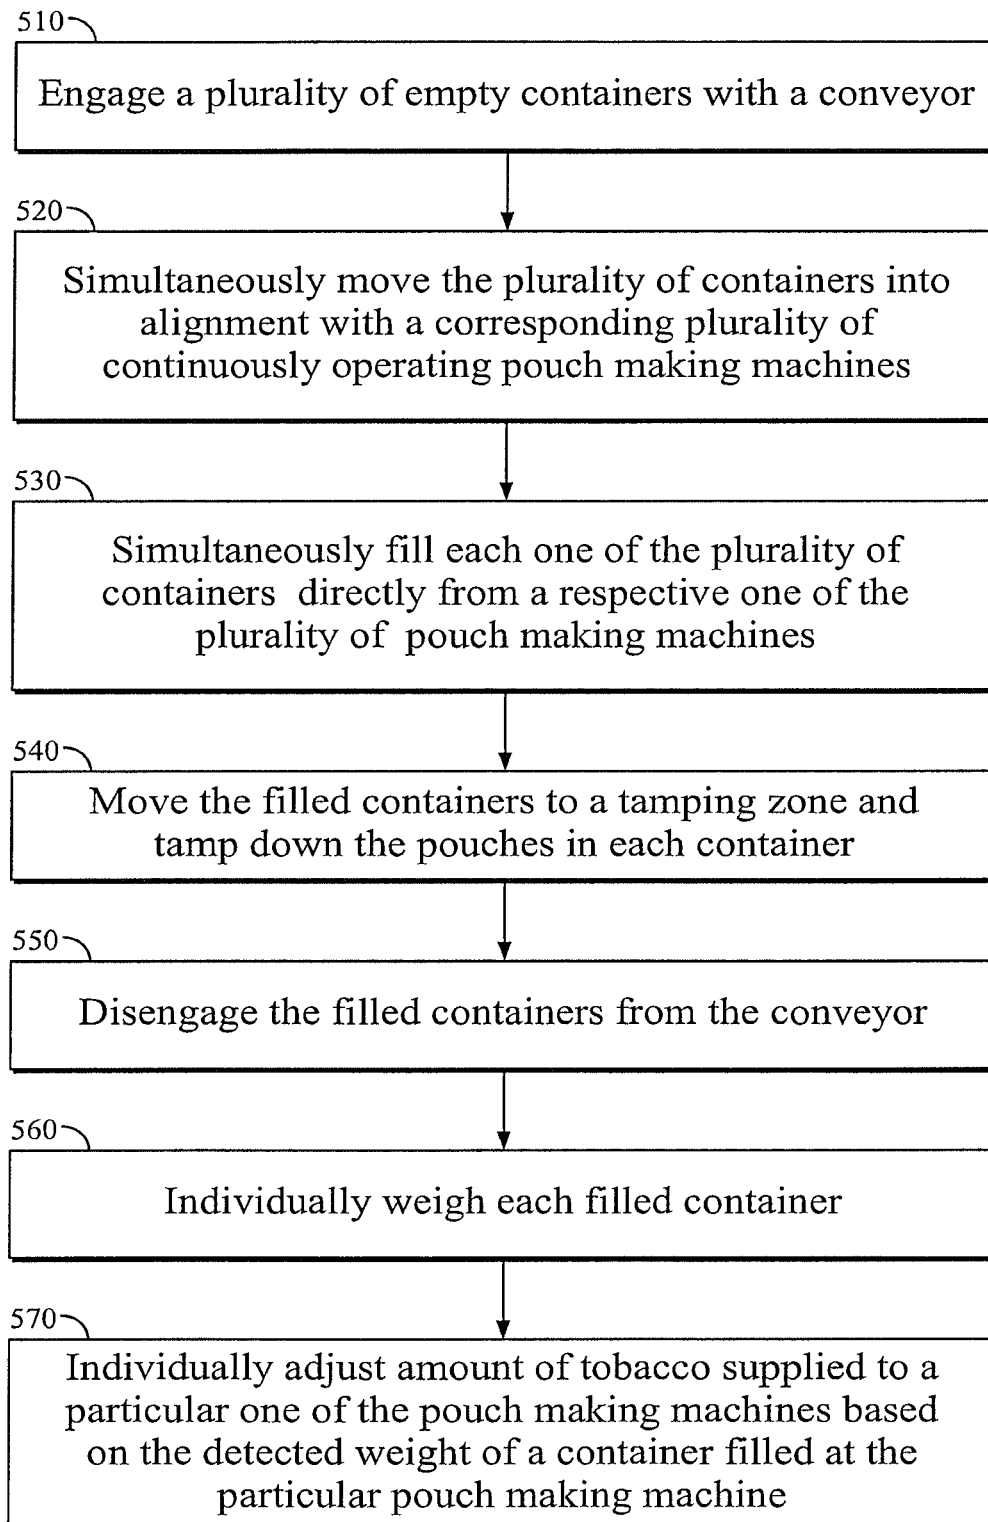 510
Engage a plurality of empty containers with a conveyor
520
Simultaneously move the plurality of containers into
alignment with a corresponding plurality of
continuously operating pouch making machines
530
Simultaneously fill each one of the plurality of
containers directly from a respective one of the
plurality of pouch making machines
540
Move the filled containers to a tamping zone and
tamp down the pouches in each container
550
Disengage the filled containers from the conveyor
560
Individually weigh each filled container
570
Individually adjust amount of tobacco supplied to a
particular one of the pouch making machines based
on the detected weight of a container filled at the
particular pouch making machine